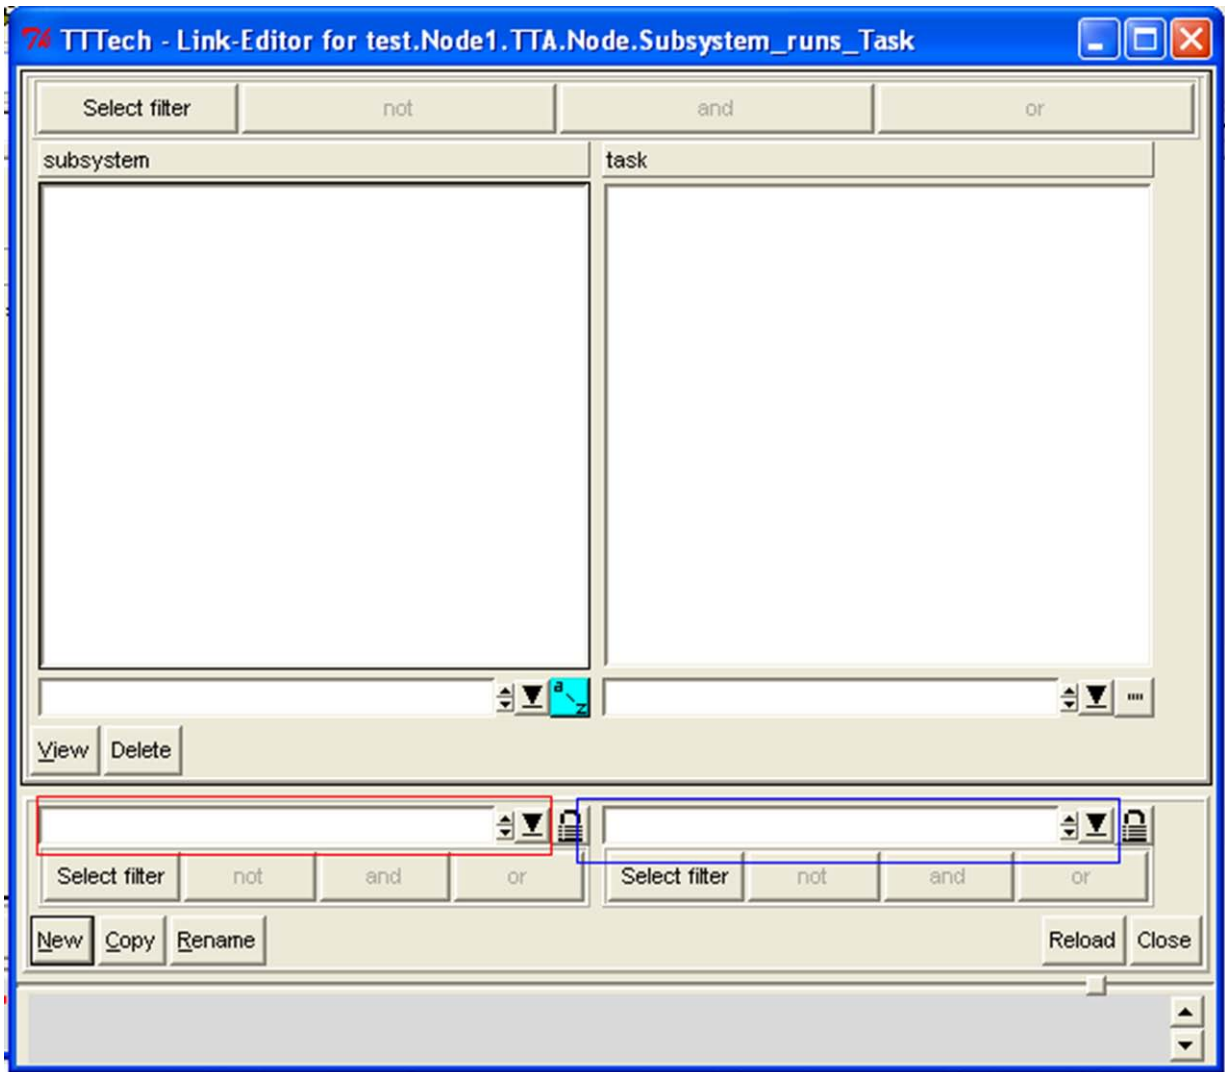 TTTech - Link-Editor for test.Node1.TTA.Node.Subsystem_runs_Task
Select filter not and or
subsystem task
a z
View Delete
Select filter not and or Select filter not and or
New Copy Rename Reload Close